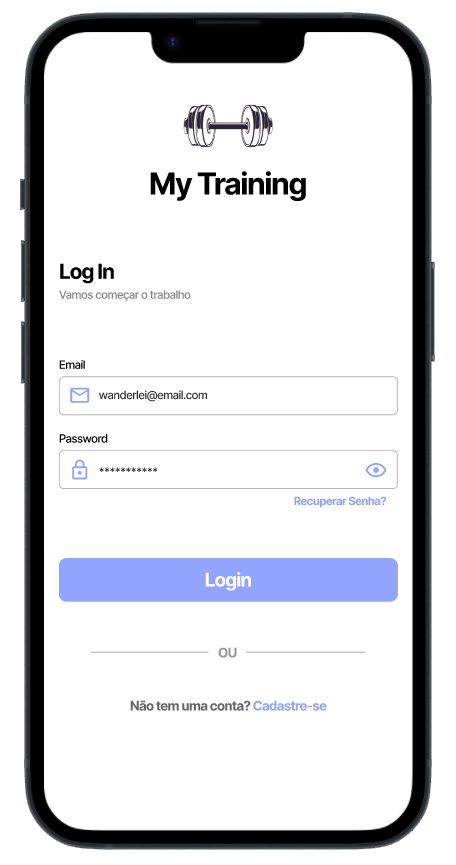 My Training
Log In
Vamos começar o trabalho
Email
wanderlei@email.com
Password
***********
Recuperar Senha?
Login
OU
Não tem uma conta? Cadastre-se